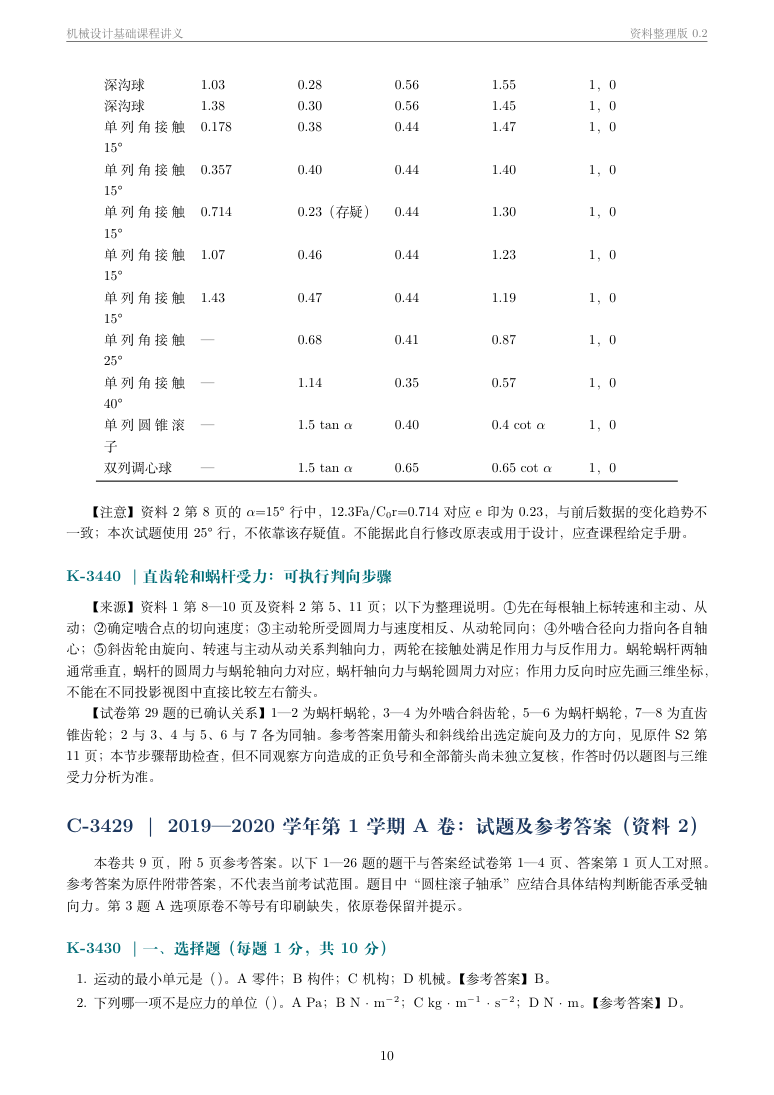 机械设计基础课程讲义 资料整理版 0.2
深沟球 1.03 0.28 0.56 1.55 1，0
深沟球 1.38 0.30 0.56 1.45 1，0
单列角接触 0.178 0.38 0.44 1.47 1，0
15°
单列角接触 0.357 0.40 0.44 1.40 1，0
15°
单列角接触 0.714 0.23（存疑） 0.44 1.30 1，0
15°
单列角接触 1.07 0.46 0.44 1.23 1，0
15°
单列角接触 1.43 0.47 0.44 1.19 1，0
15°
单列角接触 — 0.68 0.41 0.87 1，0
25°
单列角接触 — 1.14 0.35 0.57 1，0
40°
单列圆锥滚 — 1.5 tan α 0.40 0.4 cot α 1，0
子
双列调心球 — 1.5 tan α 0.65 0.65 cot α 1，0
【注意】资料 2 第 8 页的 α=15° 行中，12.3Fa/C₀r=0.714 对应 e 印为 0.23，与前后数据的变化趋势不
一致；本次试题使用 25° 行，不依靠该存疑值。不能据此自行修改原表或用于设计，应查课程给定手册。
K-3440 | 直齿轮和蜗杆受力：可执行判向步骤
【来源】资料 1 第 8—10 页及资料 2 第 5、11 页；以下为整理说明。①先在每根轴上标转速和主动、从
动；②确定啮合点的切向速度；③主动轮所受圆周力与速度相反、从动轮同向；④外啮合径向力指向各自轴
心；⑤斜齿轮由旋向、转速与主动从动关系判轴向力，两轮在接触处满足作用力与反作用力。蜗轮蜗杆两轴
通常垂直，蜗杆的圆周力与蜗轮轴向力对应，蜗杆轴向力与蜗轮圆周力对应；作用力反向时应先画三维坐标，
不能在不同投影视图中直接比较左右箭头。
【试卷第 29 题的已确认关系】1—2 为蜗杆蜗轮，3—4 为外啮合斜齿轮，5—6 为蜗杆蜗轮，7—8 为直齿
锥齿轮；2 与 3、4 与 5、6 与 7 各为同轴。参考答案用箭头和斜线给出选定旋向及力的方向，见原件 S2 第
11 页；本节步骤帮助检查，但不同观察方向造成的正负号和全部箭头尚未独立复核，作答时仍以题图与三维
受力分析为准。
C-3429 | 2019—2020 学年第 1 学期 A 卷：试题及参考答案（资料 2）
本卷共 9 页，附 5 页参考答案。以下 1—26 题的题干与答案经试卷第 1—4 页、答案第 1 页人工对照。
参考答案为原件附带答案，不代表当前考试范围。题目中“圆柱滚子轴承”应结合具体结构判断能否承受轴
向力。第 3 题 A 选项原卷不等号有印刷缺失，依原卷保留并提示。
K-3430 | 一、选择题（每题 1 分，共 10 分）
1. 运动的最小单元是（）。A 零件；B 构件；C 机构；D 机械。【参考答案】B。
2. 下列哪一项不是应力的单位（）。A Pa；B N · m⁻²；C kg · m⁻¹ · s⁻²；D N · m。【参考答案】D。
10